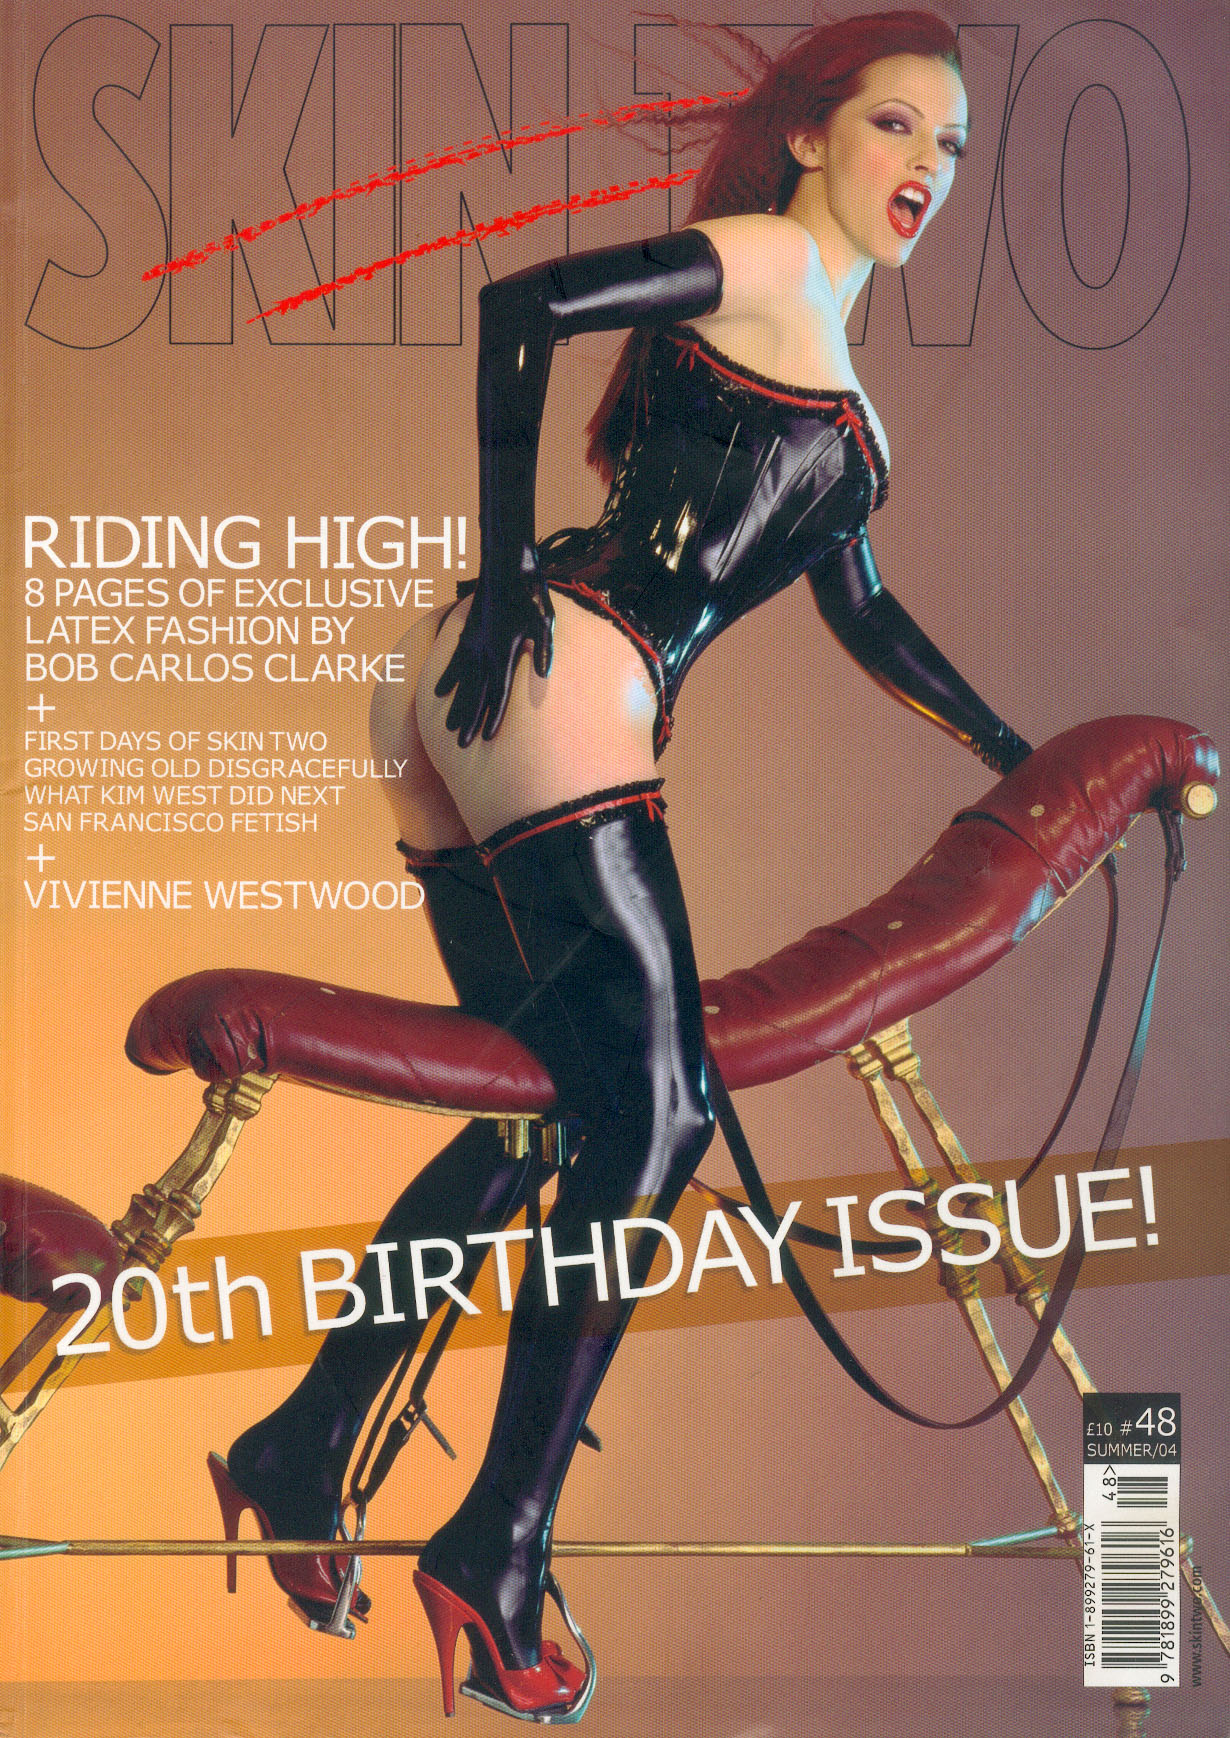 SKIN TWO
RIDING HIGH!
8 PAGES OF EXCLUSIVE
LATEX FASHION BY
BOB CARLOS CLARKE
+
FIRST DAYS OF SKIN TWO
GROWING OLD DISGRACEFULLY
WHAT KIM WEST DID NEXT
SAN FRANCISCO FETISH
+
VIVIENNE WESTWOOD
20th BIRTHDAY ISSUE!
£10 #48
SUMMER/04
48>
ISBN 1-899279-61-X
9 781899 279616
www.skintwo.com